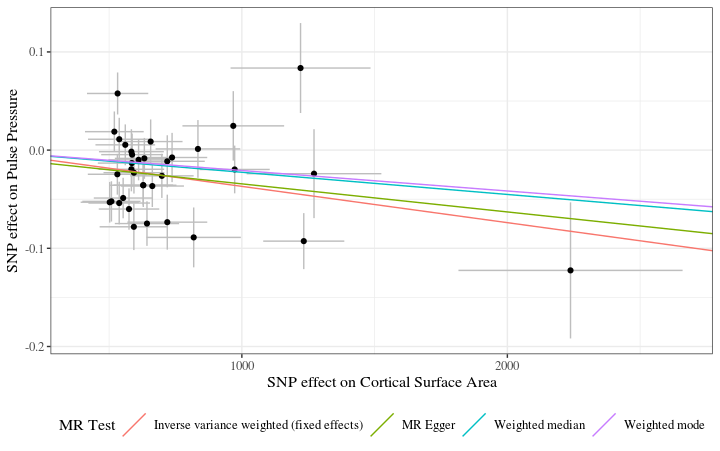 0.1
0.0
-0.1
-0.2
SNP effect on Pulse Pressure
1000
2000
SNP effect on Cortical Surface Area
MR Test
Inverse variance weighted (fixed effects)
MR Egger
Weighted median
Weighted mode